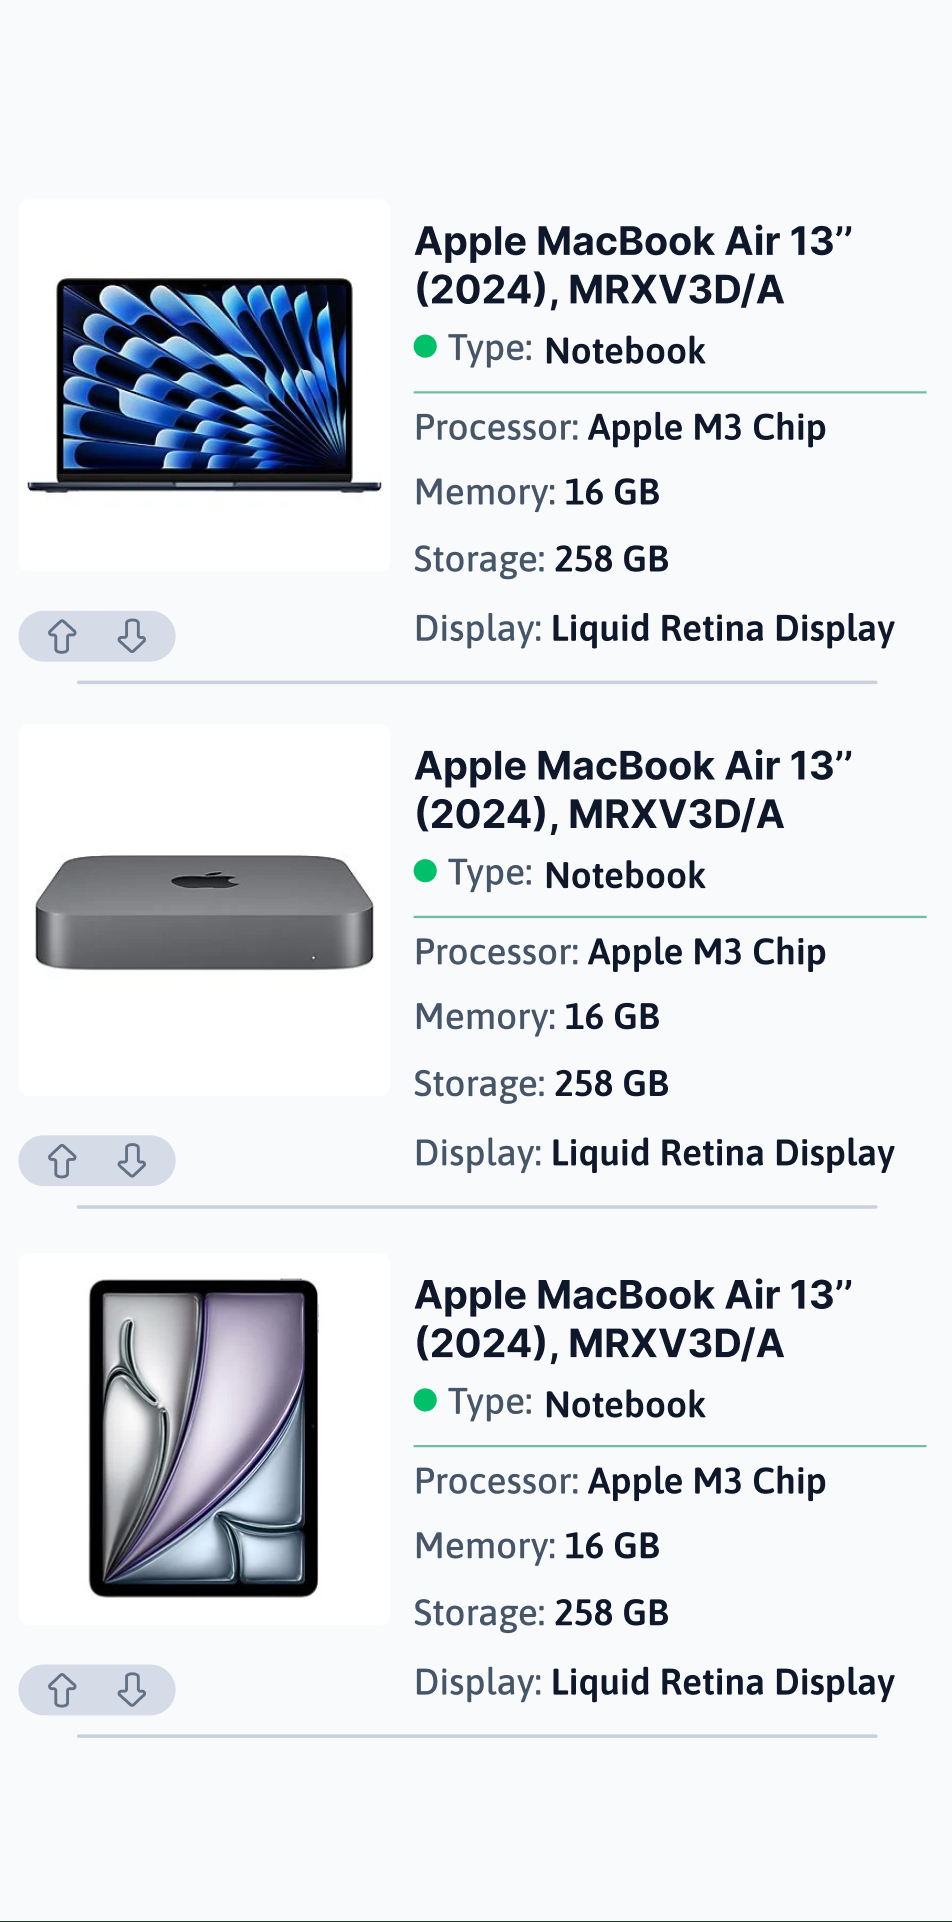 Apple MacBook Air 13’’
(2024), MRXV3D/A
Type: Notebook
Processor: Apple M3 Chip
Memory: 16 GB
Storage: 258 GB
Display: Liquid Retina Display
Apple MacBook Air 13’’
(2024), MRXV3D/A
Type: Notebook
Processor: Apple M3 Chip
Memory: 16 GB
Storage: 258 GB
Display: Liquid Retina Display
Apple MacBook Air 13’’
(2024), MRXV3D/A
Type: Notebook
Processor: Apple M3 Chip
Memory: 16 GB
Storage: 258 GB
Display: Liquid Retina Display